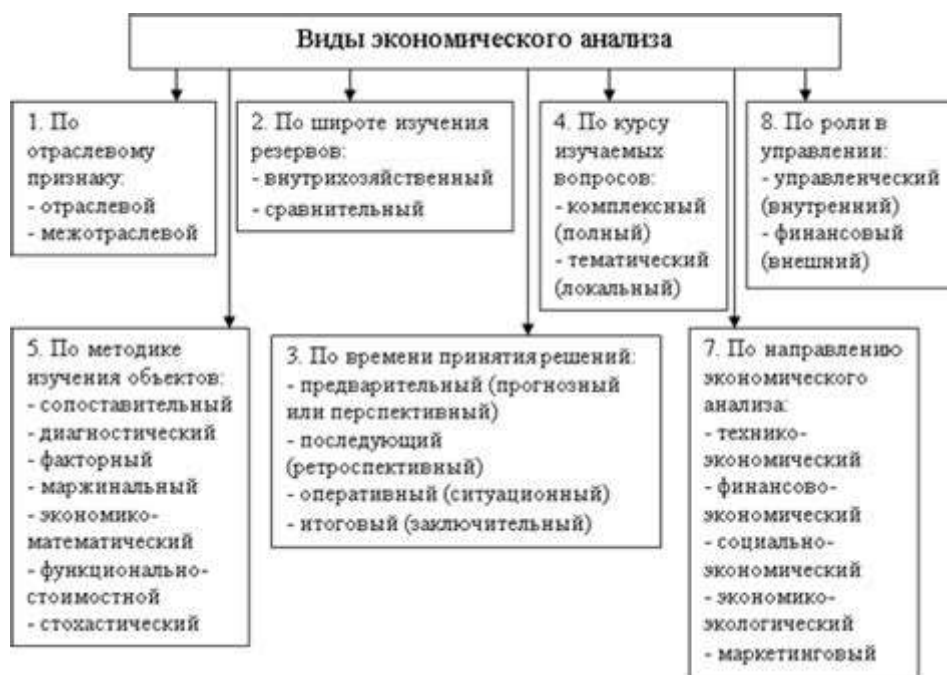 Виды экономического анализа
1. По
отраслевому
признаку:
- отраслевой
- межотраслевой
2. По широте изучения
резервов:
- внутрихозяйственный
- сравнительный
4. По курсу
изучаемых
вопросов:
- комплексный
(полный)
- тематический
(локальный)
8. По роли в
управлении:
- управленческий
(внутренний)
- финансовый
(внешний)
5. По методике
изучения объектов:
- сопоставительный
- диагностический
- факторный
- маржинальный
- экономико-
математический
- функционально-
стоимостной
- стохастический
3. По времени принятия решений:
- предварительный (прогнозный
или перспективный)
- последующий
(ретроспективный)
- оперативный (ситуационный)
- итоговый (заключительный)
7. По направлению
экономического
анализа:
- технико-
экономический
- финансово-
экономический
- социально-
экономический
- экономико-
экологический
- маркетинговый